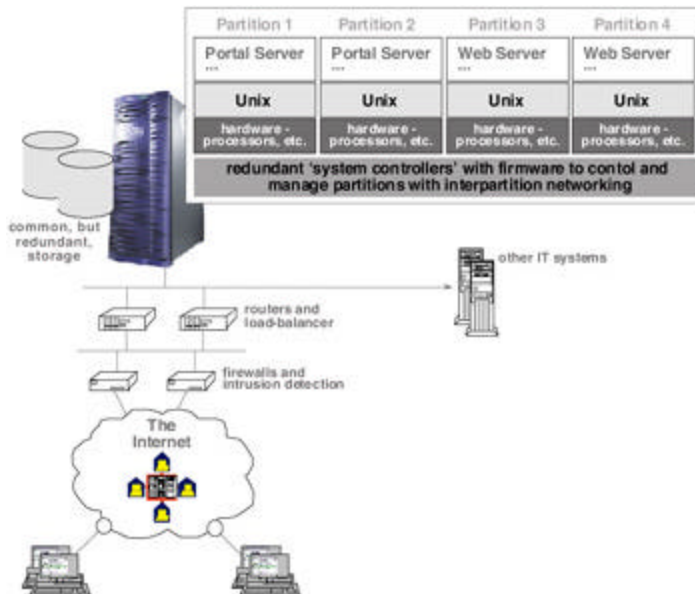 Partition 1 Partition 2 Partition 3 Partition 4
Portal Server Portal Server Web Server Web Server
... ... ... ...
Unix Unix Unix Unix
hardware - hardware - hardware - hardware -
processors, etc. processors, etc. processors, etc. processors, etc.
redundant 'system controllers' with firmware to contol and
manage partitions with interpartition networking
common, but
redundant,
storage
other IT systems
routers and
load-balancer
firewalls and
intrusion detection
The
Internet